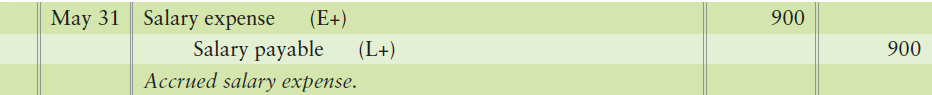 May 31 Salary expense (E+) 900
Salary payable (L+) 900
Accrued salary expense.